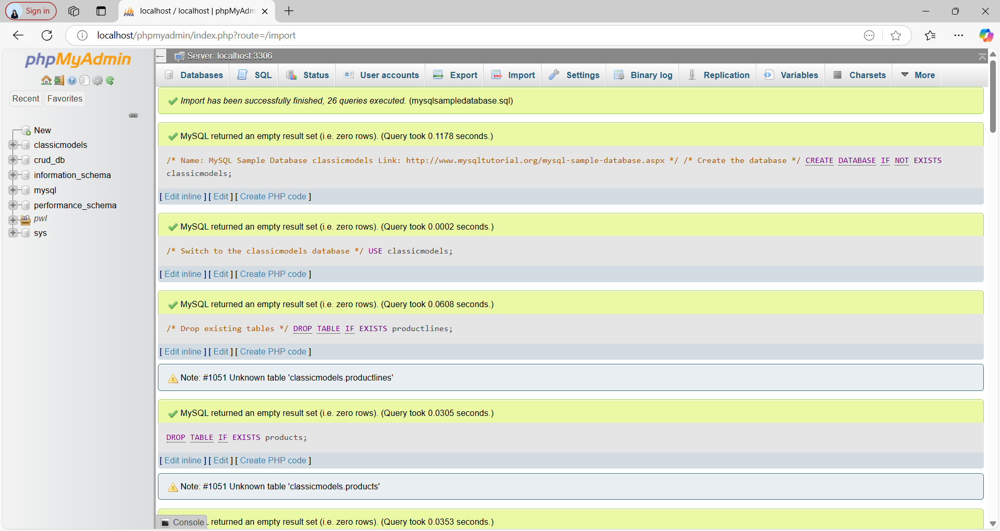 Sign in
localhost / localhost | phpMyAdm
localhost/phpmyadmin/index.php?route=/import
phpMyAdmin
Recent
Favorites
New
classicmodels
crud_db
information_schema
mysql
performance_schema
pwl
sys
Server: localhost:3306
Databases SQL Status User accounts Export Import Settings Binary log Replication Variables Charsets More
Import has been successfully finished, 26 queries executed. (mysqlsampledatabase.sql)
MySQL returned an empty result set (i.e. zero rows). (Query took 0.1178 seconds.)
/* Name: MySQL Sample Database classicmodels Link: http://www.mysqltutorial.org/mysql-sample-database.aspx */ /* Create the database */ CREATE DATABASE IF NOT EXISTS
classicmodels;
[ Edit inline ] [ Edit ] [ Create PHP code ]
MySQL returned an empty result set (i.e. zero rows). (Query took 0.0002 seconds.)
/* Switch to the classicmodels database */ USE classicmodels;
[ Edit inline ] [ Edit ] [ Create PHP code ]
MySQL returned an empty result set (i.e. zero rows). (Query took 0.0608 seconds.)
/* Drop existing tables */ DROP TABLE IF EXISTS productlines;
[ Edit inline ] [ Edit ] [ Create PHP code ]
Note: #1051 Unknown table 'classicmodels.productlines'
MySQL returned an empty result set (i.e. zero rows). (Query took 0.0305 seconds.)
DROP TABLE IF EXISTS products;
[ Edit inline ] [ Edit ] [ Create PHP code ]
Note: #1051 Unknown table 'classicmodels.products'
Console
returned an empty result set (i.e. zero rows). (Query took 0.0353 seconds.)